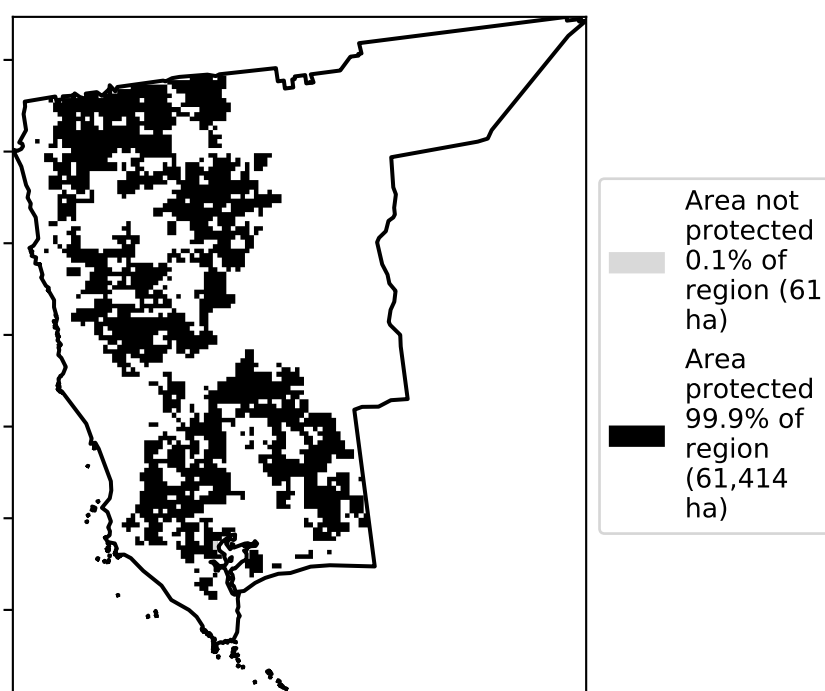 Area not
protected
0.1% of
region (61
ha)
Area
protected
99.9% of
region
(61,414
ha)